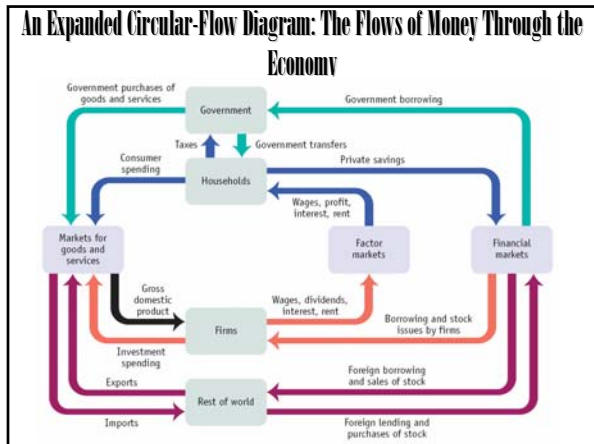 An Expanded Circular-Flow Diagram: The Flows of Money Through the
Economy
Government purchases of
goods and services
Government
Government borrowing
Taxes
Government transfers
Consumer
spending
Households
Private savings
Wages, profit,
interest, rent
Markets for
goods and
services
Factor
markets
Financial
markets
Gross
domestic
product
Wages, dividends,
interest, rent
Firms
Borrowing and stock
issues by firms
Investment
spending
Foreign borrowing
and sales of stock
Exports
Rest of world
Imports
Foreign lending and
purchases of stock